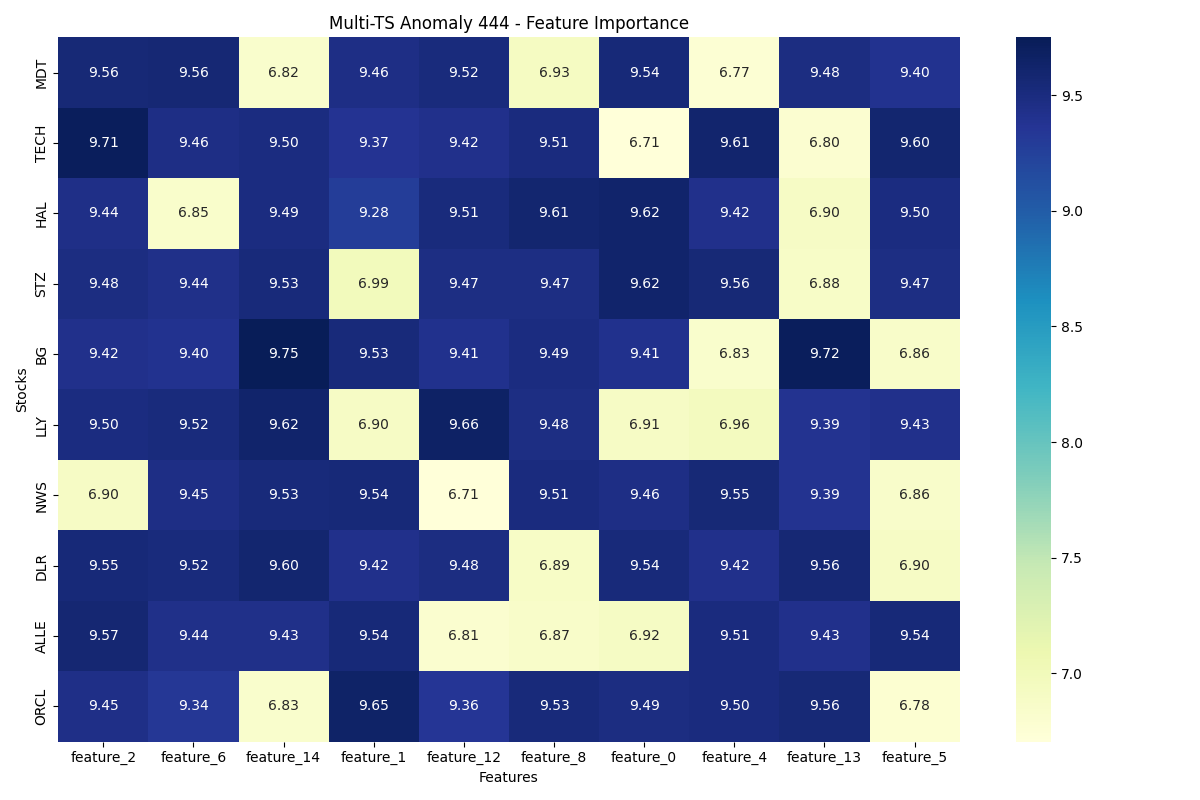 Multi-TS Anomaly 444 - Feature Importance
Stocks
MDT 9.56 9.56 6.82 9.46 9.52 6.93 9.54 6.77 9.48 9.40
TECH 9.71 9.46 9.50 9.37 9.42 9.51 6.71 9.61 6.80 9.60
HAL 9.44 6.85 9.49 9.28 9.51 9.61 9.62 9.42 6.90 9.50
STZ 9.48 9.44 9.53 6.99 9.47 9.47 9.62 9.56 6.88 9.47
BG 9.42 9.40 9.75 9.53 9.41 9.49 9.41 6.83 9.72 6.86
LLY 9.50 9.52 9.62 6.90 9.66 9.48 6.91 6.96 9.39 9.43
NWS 6.90 9.45 9.53 9.54 6.71 9.51 9.46 9.55 9.39 6.86
DLR 9.55 9.52 9.60 9.42 9.48 6.89 9.54 9.42 9.56 6.90
ALLE 9.57 9.44 9.43 9.54 6.81 6.87 6.92 9.51 9.43 9.54
ORCL 9.45 9.34 6.83 9.65 9.36 9.53 9.49 9.50 9.56 6.78
feature_2 feature_6 feature_14 feature_1 feature_12 feature_8 feature_0 feature_4 feature_13 feature_5
Features
9.5
9.0
8.5
8.0
7.5
7.0